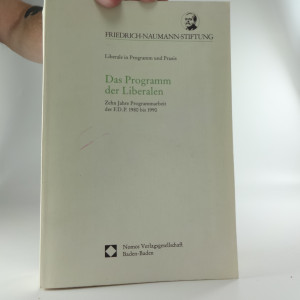 FRIEDRICH-NAUMANN-STIFTUNG
Liberale in Programm und Praxis
Das Programm
der Liberalen
Zehn Jahre Programmarbeit
der F.D.P. 1980 bis 1990
Nomos Verlagsgesellschaft
Baden-Baden